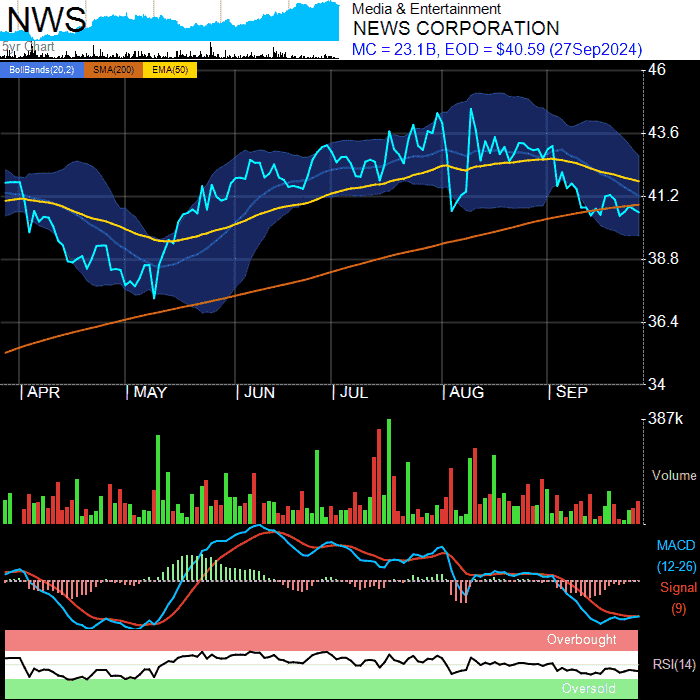 NWS
5yr Chart
Media & Entertainment
NEWS CORPORATION
MC = 23.1B, EOD = $40.59 (27Sep2024)
BollBands(20,2) SMA(200) EMA(50)
46
43.6
41.2
38.8
36.4
34
APR MAY JUN JUL AUG SEP
387k
Volume
MACD
(12-26)
Signal
(9)
Overbought
RSI(14)
Oversold